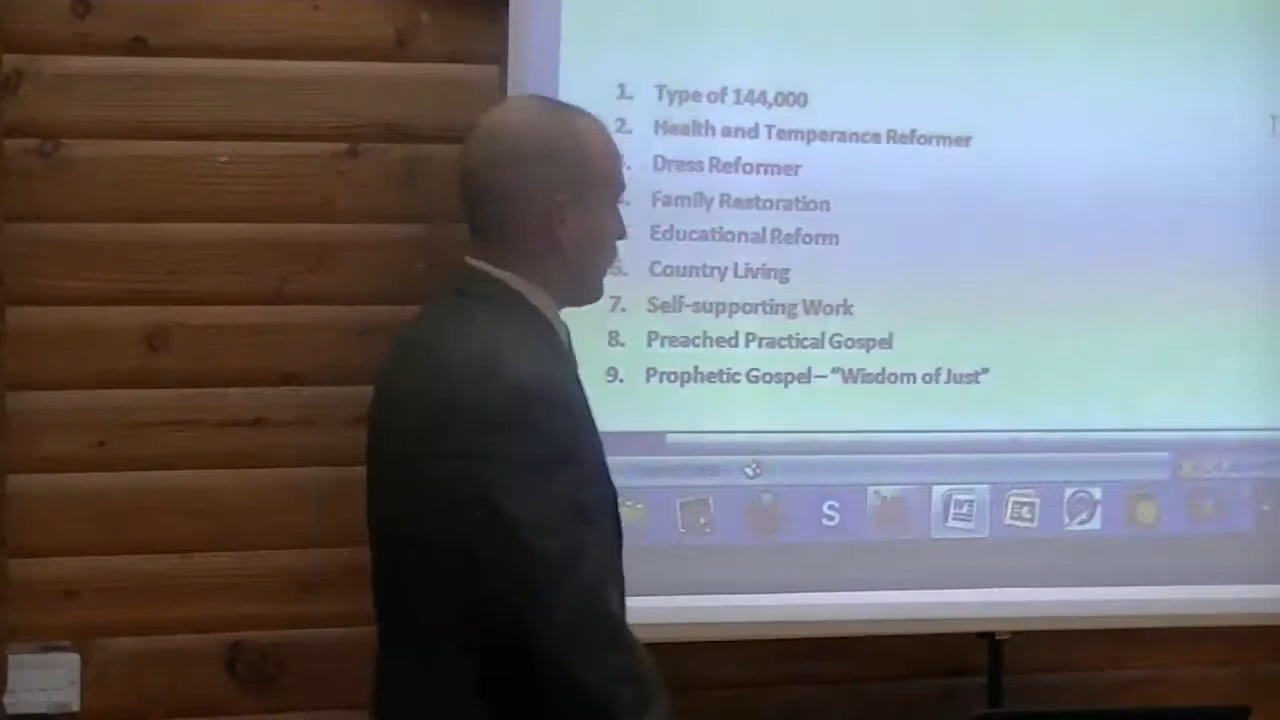 1. Type of 144,000
2. Health and Temperance Reformer
. Dress Reformer
. Family Restoration
Educational Reform
6. Country Living
7. Self-supporting Work
8. Preached Practical Gospel
9. Prophetic Gospel – "Wisdom of Just"
S